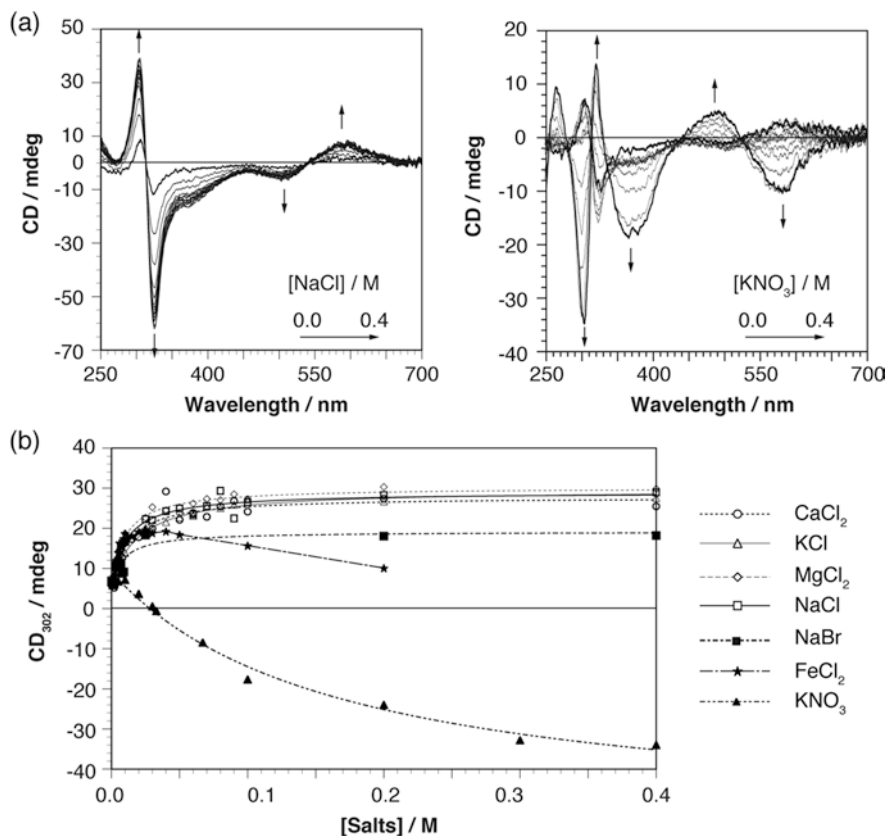 (a)
50
40
30
20
10
0
-10
-30
-50
-70
CD / mdeg
[NaCl] / M
0.0 0.4
250 400 550 700
Wavelength / nm
20
10
0
-10
-20
-30
-40
CD / mdeg
[KNO₃] / M
0.0 0.4
250 400 550 700
Wavelength / nm
(b)
40
30
20
10
0
-10
-20
-30
-40
CD₃₀₂ / mdeg
0.0 0.1 0.2 0.3 0.4
[Salts] / M
CaCl₂
KCl
MgCl₂
NaCl
NaBr
FeCl₂
KNO₃